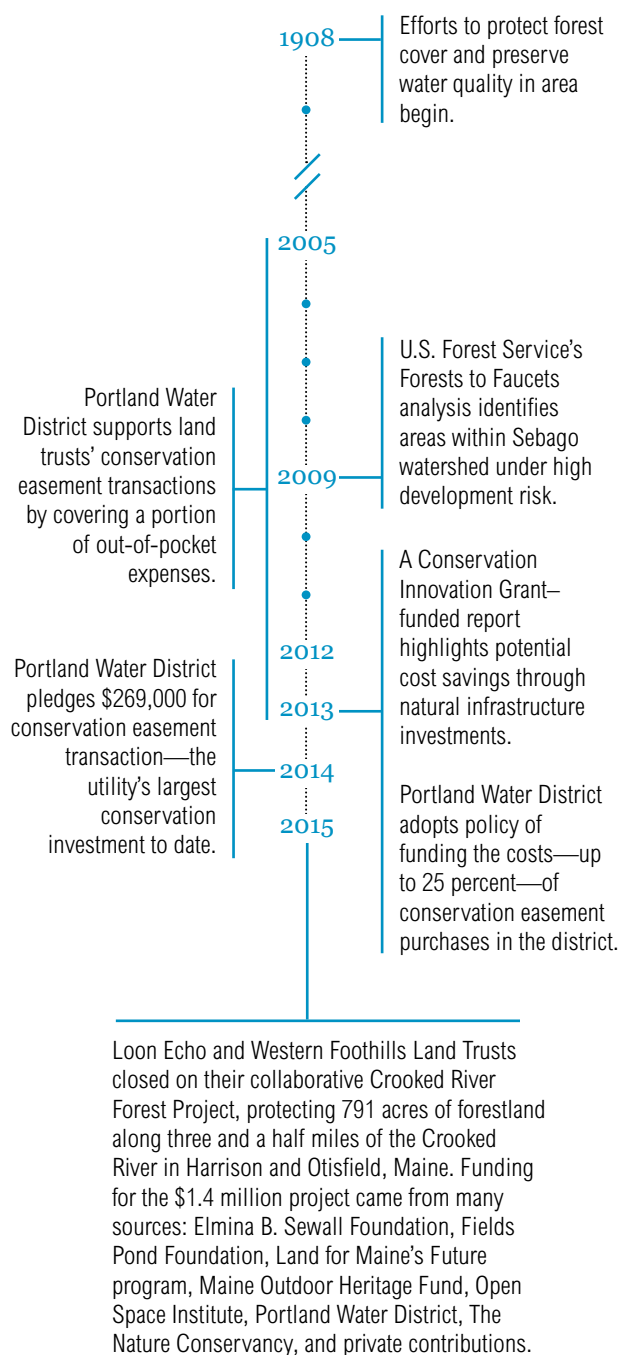 1908
Efforts to protect forest
cover and preserve
water quality in area
begin.
2005
Portland Water
District supports land
trusts’ conservation
easement transactions
by covering a portion
of out-of-pocket
expenses.
2009
U.S. Forest Service’s
Forests to Faucets
analysis identifies
areas within Sebago
watershed under high
development risk.
2012
2013
A Conservation
Innovation Grant–
funded report
highlights potential
cost savings through
natural infrastructure
investments.
Portland Water District
adopts policy of
funding the costs—up
to 25 percent—of
conservation easement
purchases in the district.
Portland Water District
pledges $269,000 for
conservation easement
transaction—the
utility’s largest
conservation
investment to date.
2014
2015
Loon Echo and Western Foothills Land Trusts
closed on their collaborative Crooked River
Forest Project, protecting 791 acres of forestland
along three and a half miles of the Crooked
River in Harrison and Otisfield, Maine. Funding
for the $1.4 million project came from many
sources: Elmina B. Sewall Foundation, Fields
Pond Foundation, Land for Maine’s Future
program, Maine Outdoor Heritage Fund, Open
Space Institute, Portland Water District, The
Nature Conservancy, and private contributions.